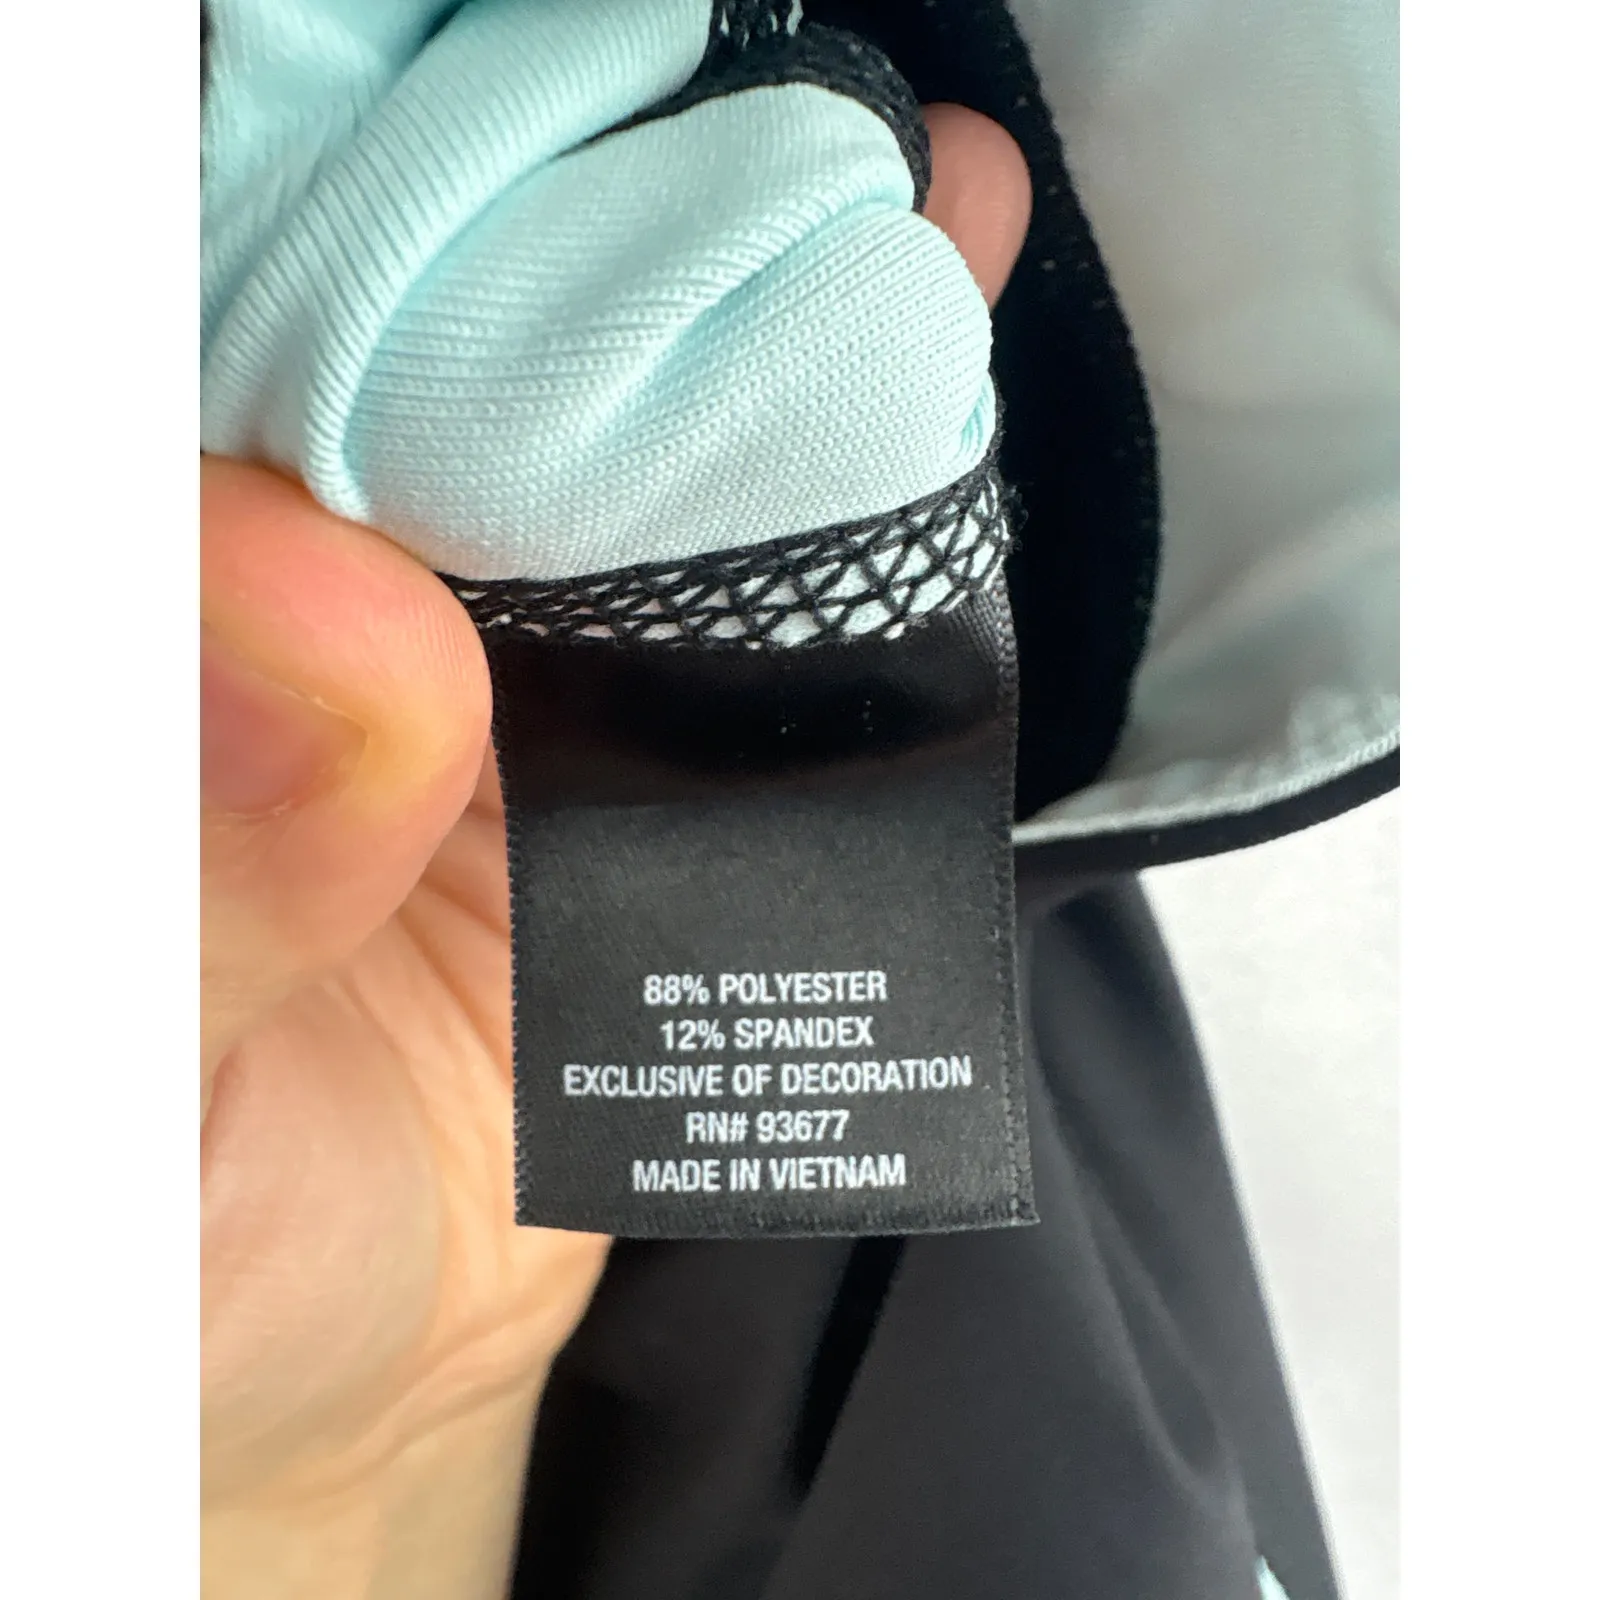 88% POLYESTER
12% SPANDEX
EXCLUSIVE OF DECORATION
RN# 93677
MADE IN VIETNAM